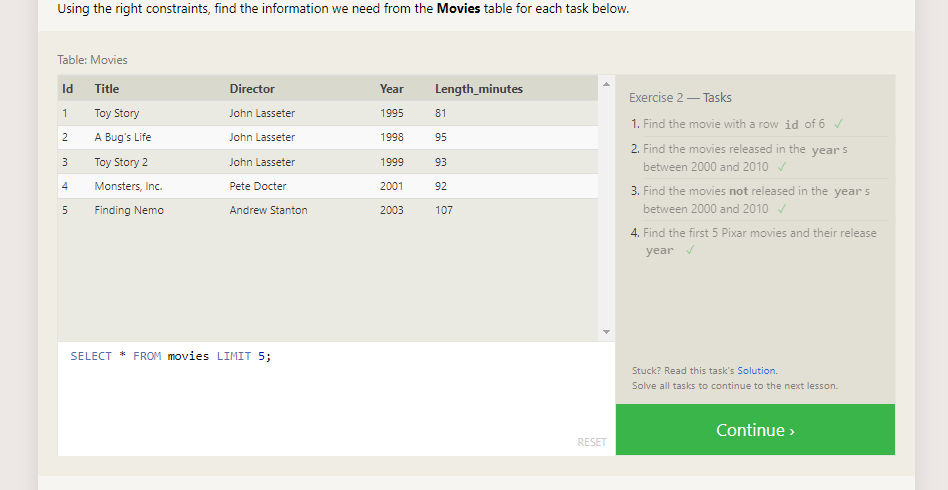 Using the right constraints, find the information we need from the Movies table for each task below.
Table: Movies
Id Title Director Year Length_minutes
1 Toy Story John Lasseter 1995 81
2 A Bug's Life John Lasseter 1998 95
3 Toy Story 2 John Lasseter 1999 93
4 Monsters, Inc. Pete Docter 2001 92
5 Finding Nemo Andrew Stanton 2003 107
SELECT * FROM movies LIMIT 5;
RESET
Exercise 2 — Tasks
1. Find the movie with a row id of 6 ✓
2. Find the movies released in the year s
between 2000 and 2010 ✓
3. Find the movies not released in the year s
between 2000 and 2010 ✓
4. Find the first 5 Pixar movies and their release
year ✓
Stuck? Read this task's Solution.
Solve all tasks to continue to the next lesson.
Continue ›